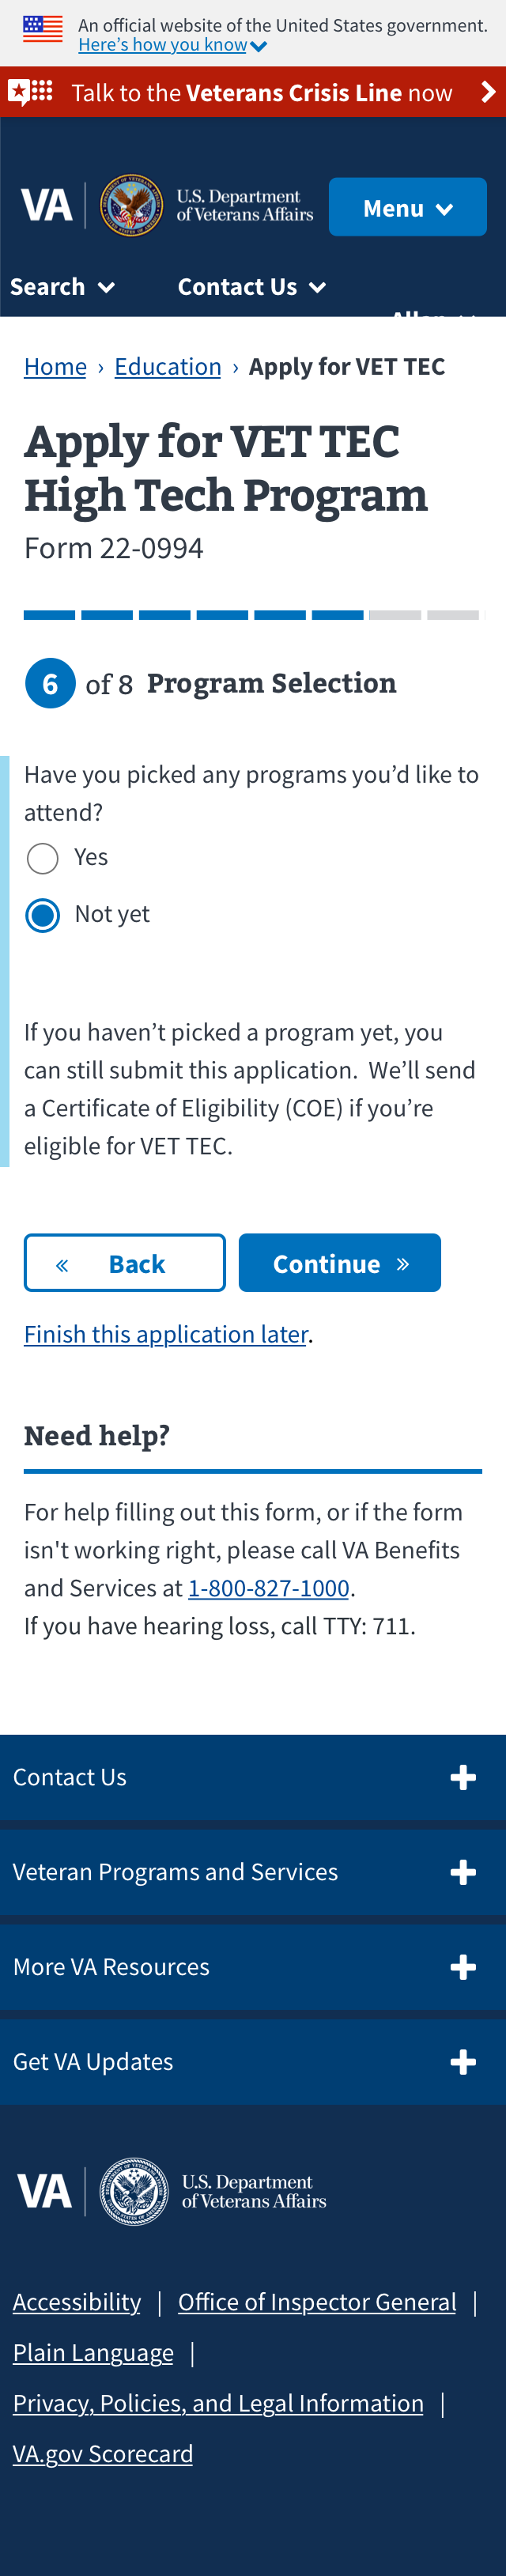 An official website of the United States government.
Here’s how you know
Talk to the Veterans Crisis Line now
VA
U.S. Department
of Veterans Affairs
Menu
Search
Contact Us
Home › Education › Apply for VET TEC
Apply for VET TEC
High Tech Program
Form 22-0994
6 of 8 Program Selection
Have you picked any programs you’d like to
attend?
Yes
Not yet
If you haven’t picked a program yet, you
can still submit this application. We’ll send
a Certificate of Eligibility (COE) if you’re
eligible for VET TEC.
« Back
Continue »
Finish this application later.
Need help?
For help filling out this form, or if the form
isn't working right, please call VA Benefits
and Services at 1-800-827-1000.
If you have hearing loss, call TTY: 711.
Contact Us
Veteran Programs and Services
More VA Resources
Get VA Updates
VA
U.S. Department
of Veterans Affairs
Accessibility | Office of Inspector General |
Plain Language |
Privacy, Policies, and Legal Information |
VA.gov Scorecard